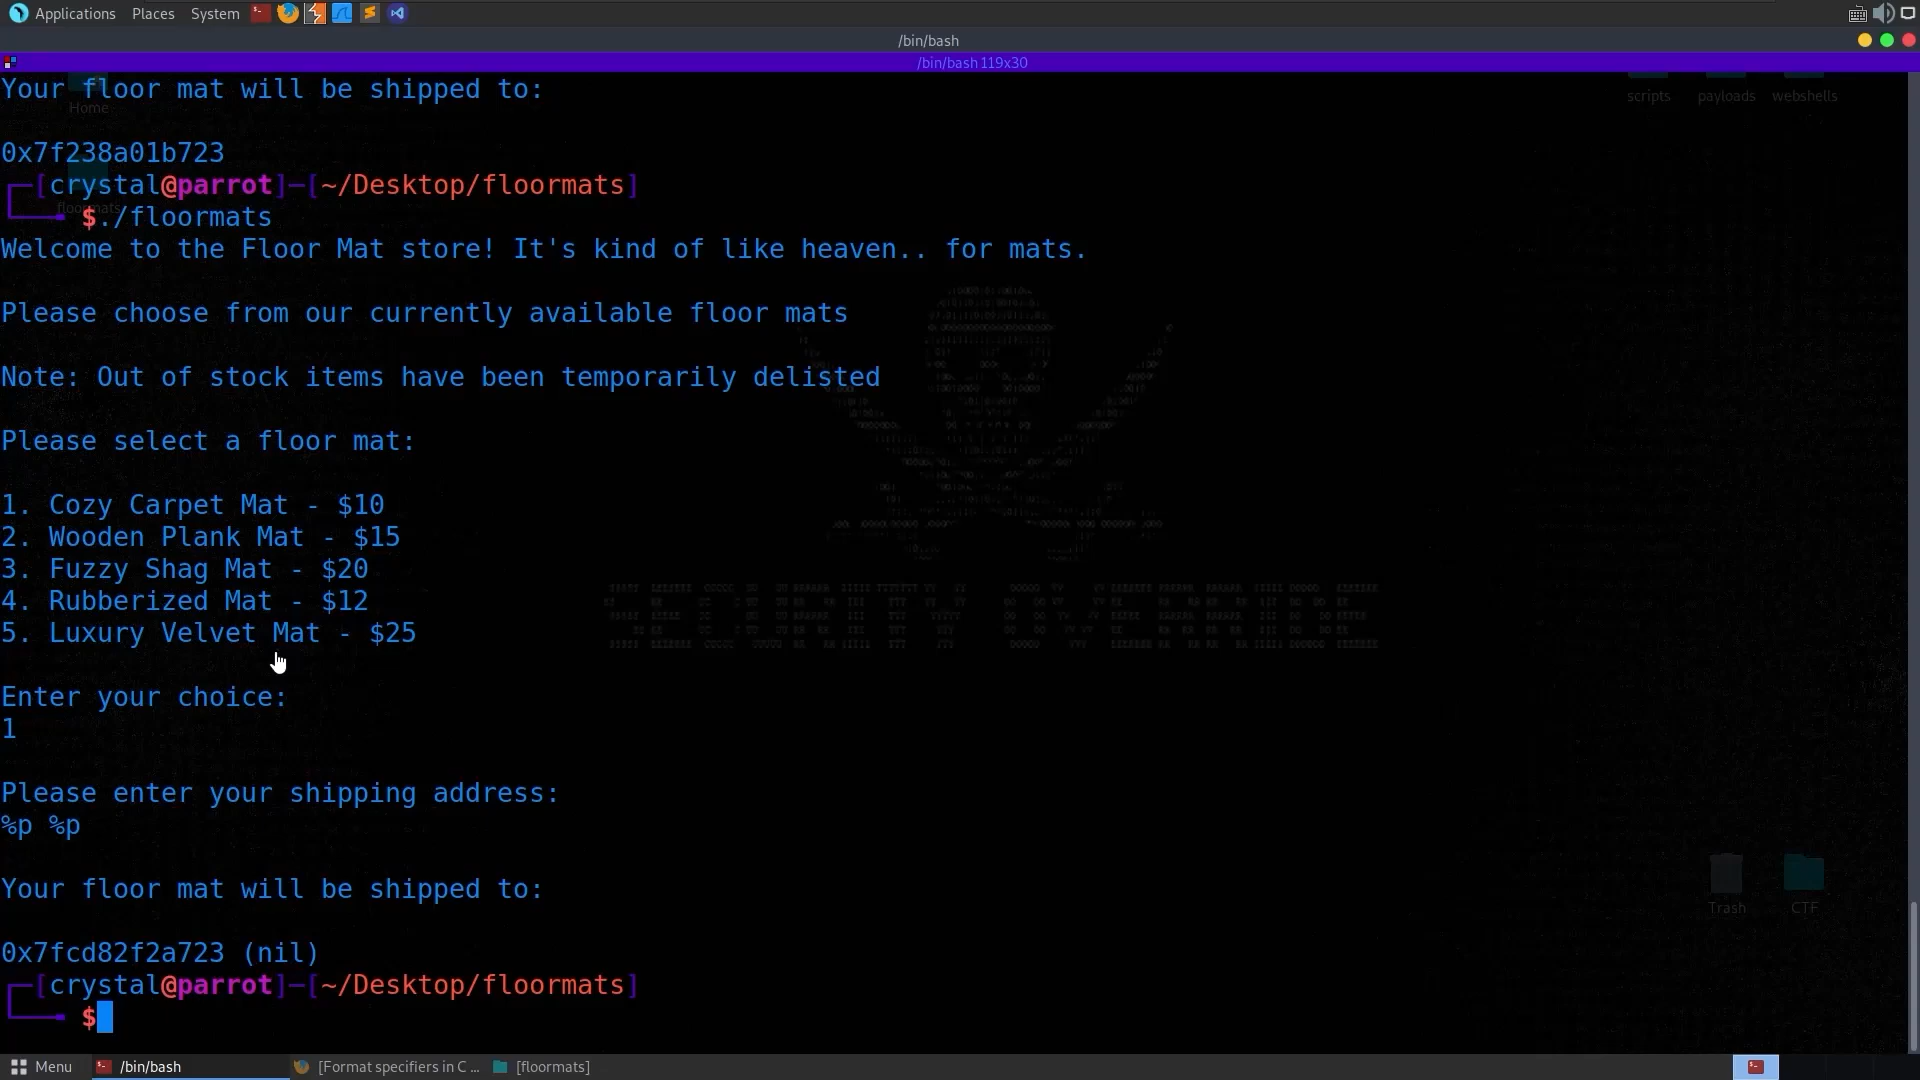 Applications Places System
/bin/bash
/bin/bash 119x30
Your floor mat will be shipped to:
Home
scripts payloads webshells
0x7f238a01b723
┌─[crystal@parrot]─[~/Desktop/floormats]
floormats
└──╼ $./floormats
Welcome to the Floor Mat store! It's kind of like heaven.. for mats.
Please choose from our currently available floor mats
Note: Out of stock items have been temporarily delisted
Please select a floor mat:
1. Cozy Carpet Mat - $10
2. Wooden Plank Mat - $15
3. Fuzzy Shag Mat - $20
4. Rubberized Mat - $12
5. Luxury Velvet Mat - $25
Enter your choice:
1
Please enter your shipping address:
%p %p
Your floor mat will be shipped to:
Trash CTF
0x7fcd82f2a723 (nil)
┌─[crystal@parrot]─[~/Desktop/floormats]
└──╼ $
Menu /bin/bash [Format specifiers in C ... [floormats]